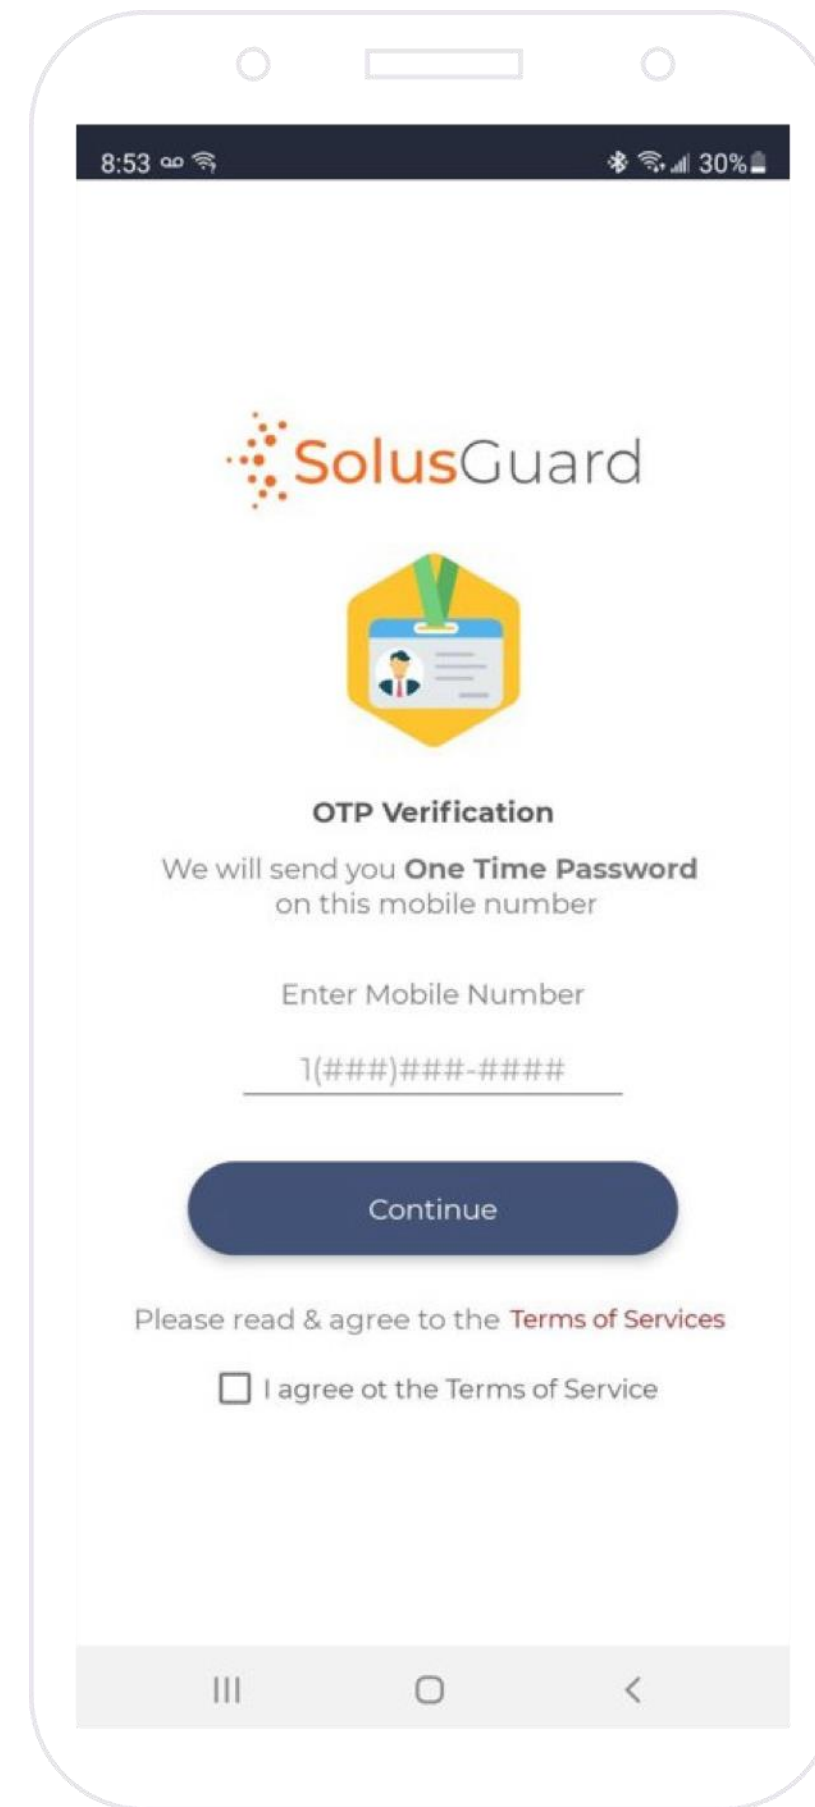 8:53
30%
SolusGuard
OTP Verification
We will send you One Time Password
on this mobile number
Enter Mobile Number
1(###)###-####
Continue
Please read & agree to the Terms of Services
I agree ot the Terms of Service